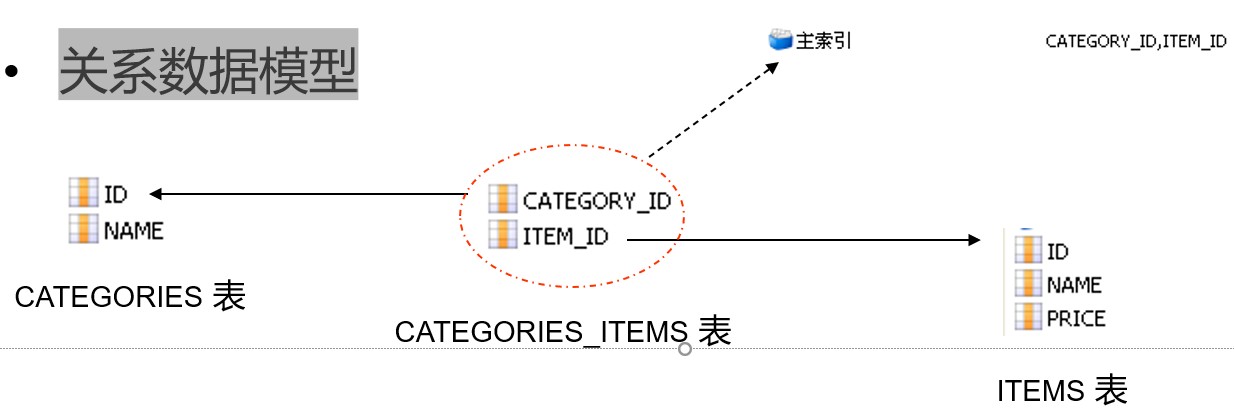 • 关系数据模型
主索引
CATEGORY_ID,ITEM_ID
ID
NAME
CATEGORIES 表
CATEGORY_ID
ITEM_ID
CATEGORIES_ITEMS 表
ID
NAME
PRICE
ITEMS 表